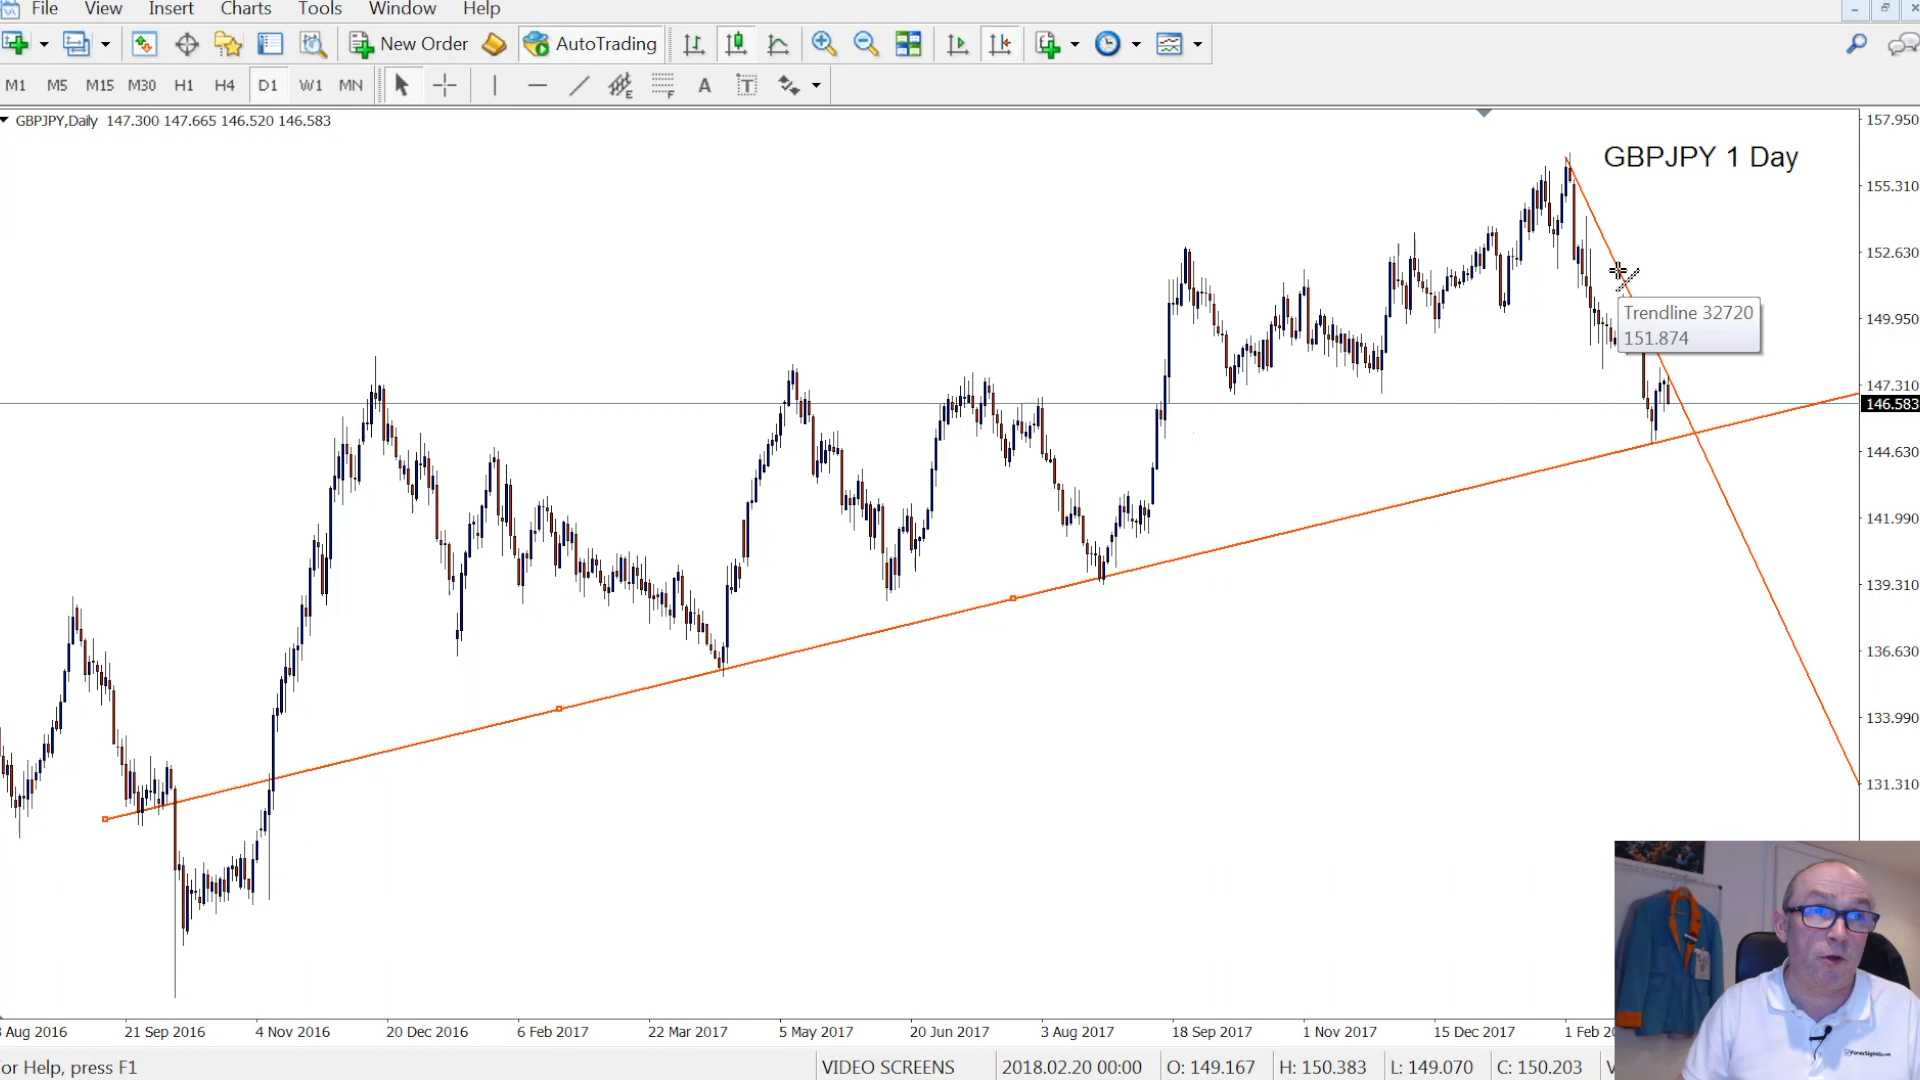 File View Insert Charts Tools Window Help
New Order AutoTrading
M1 M5 M15 M30 H1 H4 D1 W1 MN E F A T
GBPJPY,Daily 147.300 147.665 146.520 146.583
GBPJPY 1 Day
157.950
155.310
152.630
149.950
147.310
146.583
144.630
141.990
139.310
136.630
133.990
131.310
Trendline 32720
151.874
Aug 2016 21 Sep 2016 4 Nov 2016 20 Dec 2016 6 Feb 2017 22 Mar 2017 5 May 2017 20 Jun 2017 3 Aug 2017 18 Sep 2017 1 Nov 2017 15 Dec 2017 1 Feb 20
or Help, press F1 VIDEO SCREENS 2018.02.20 00:00 O: 149.167 H: 150.383 L: 149.070 C: 150.203 V